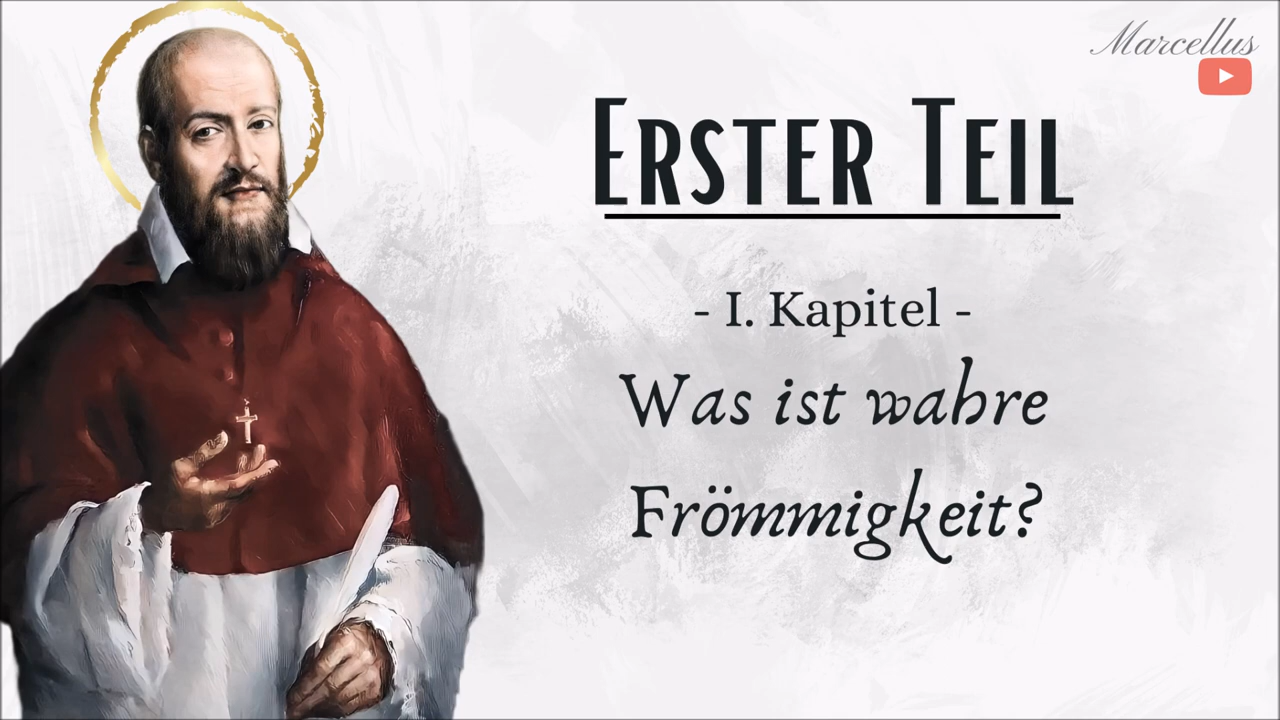 Marcellus
Erster Teil
- I. Kapitel -
Was ist wahre
Frömmigkeit?